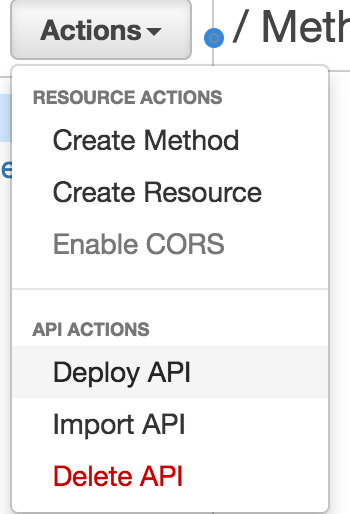 Actions
/ Meth
RESOURCE ACTIONS
Create Method
Create Resource
Enable CORS
e
API ACTIONS
Deploy API
Import API
Delete API